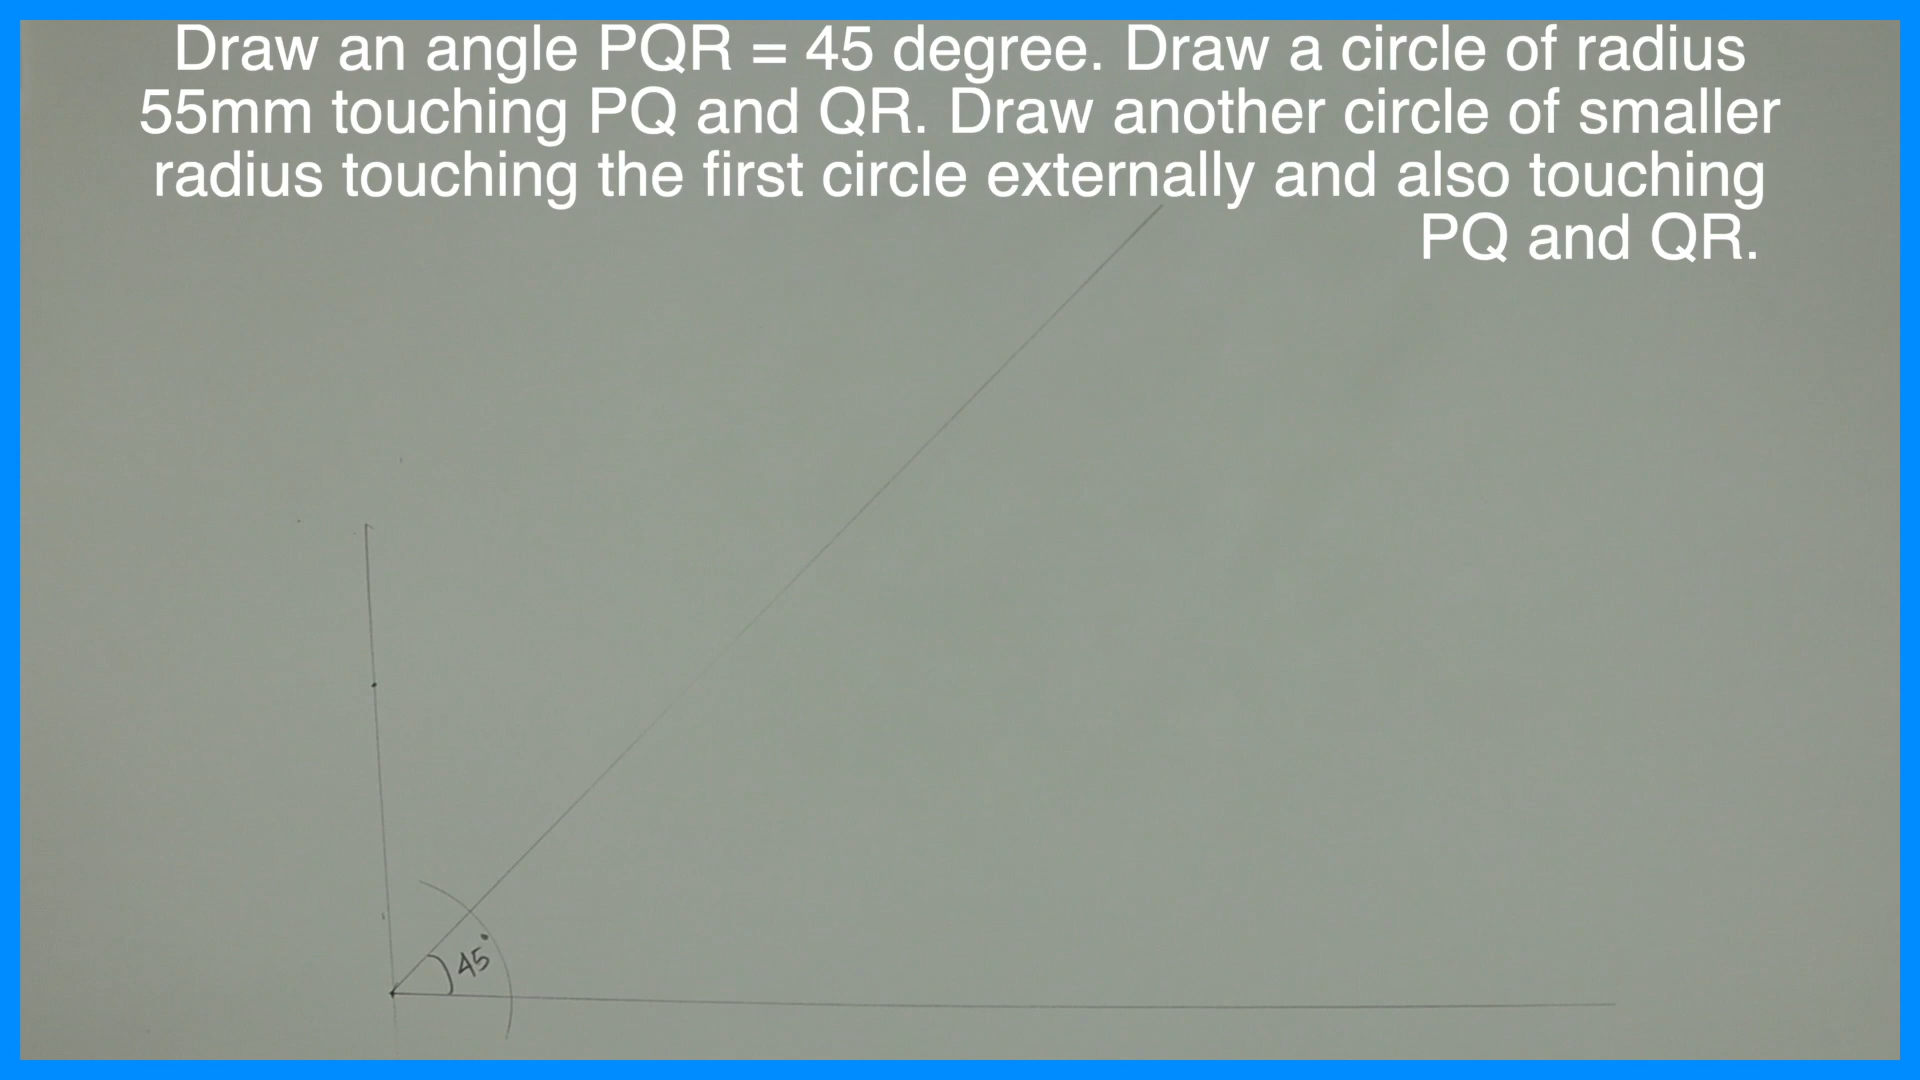 Draw an angle PQR = 45 degree. Draw a circle of radius
55mm touching PQ and QR. Draw another circle of smaller
radius touching the first circle externally and also touching
PQ and QR.
45°